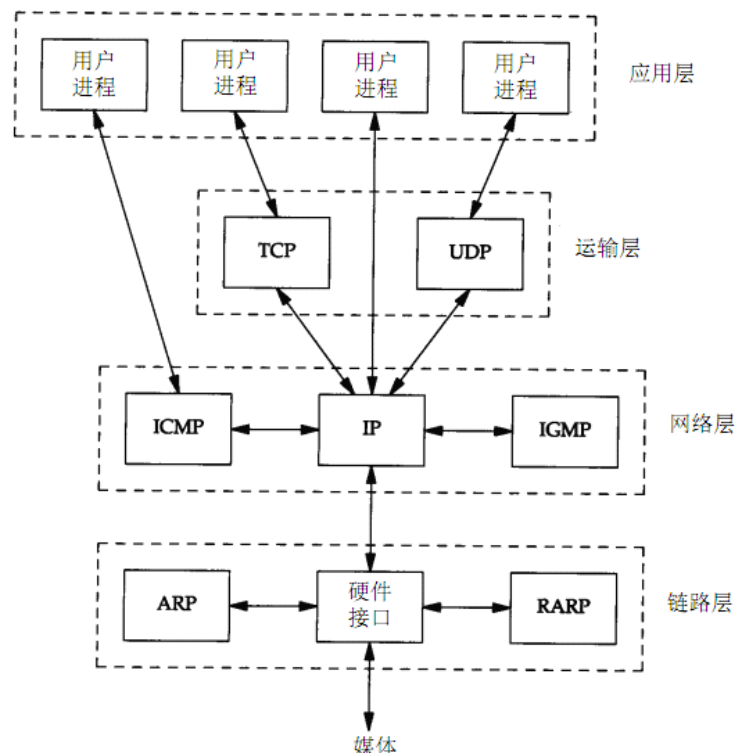 用户
进程
用户
进程
用户
进程
用户
进程
应用层
TCP
UDP
运输层
ICMP
IP
IGMP
网络层
ARP
硬件
接口
RARP
链路层
媒体